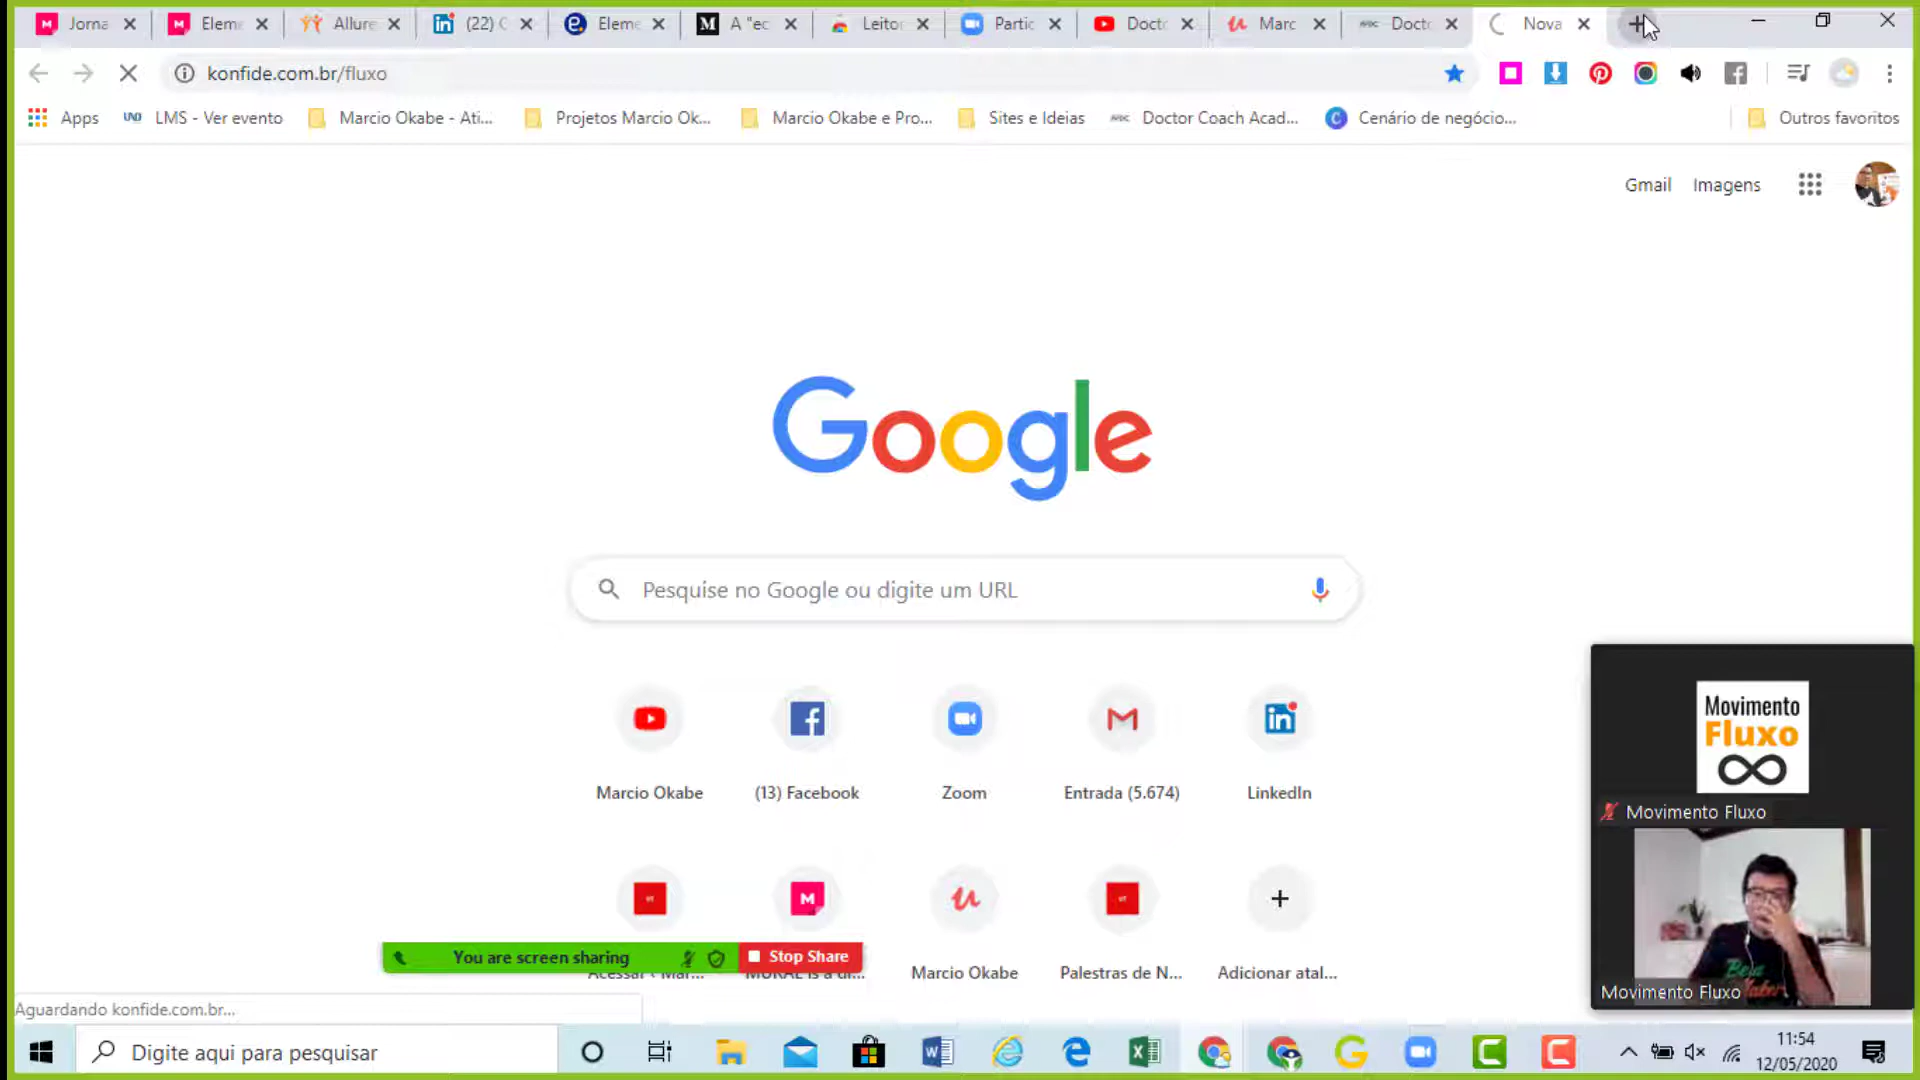 Jorna
Eleme
Allure
(22) C
Eleme
A "ec
Leitor
Partic
Docto
Marc
Docto
Nova
konfide.com.br/fluxo
Apps
LMS - Ver evento
Marcio Okabe - Ati...
Projetos Marcio Ok...
Marcio Okabe e Pro...
Sites e Ideias
Doctor Coach Acad...
Cenário de negócio...
Outros favoritos
Gmail
Imagens
Google
Pesquise no Google ou digite um URL
Marcio Okabe
(13) Facebook
Zoom
Entrada (5.674)
LinkedIn
Movimento
Fluxo
Movimento Fluxo
You are screen sharing
Stop Share
Marcio Okabe
Palestras de N...
Adicionar atal...
Movimento Fluxo
Aguardando konfide.com.br...
Digite aqui para pesquisar
11:54
12/05/2020